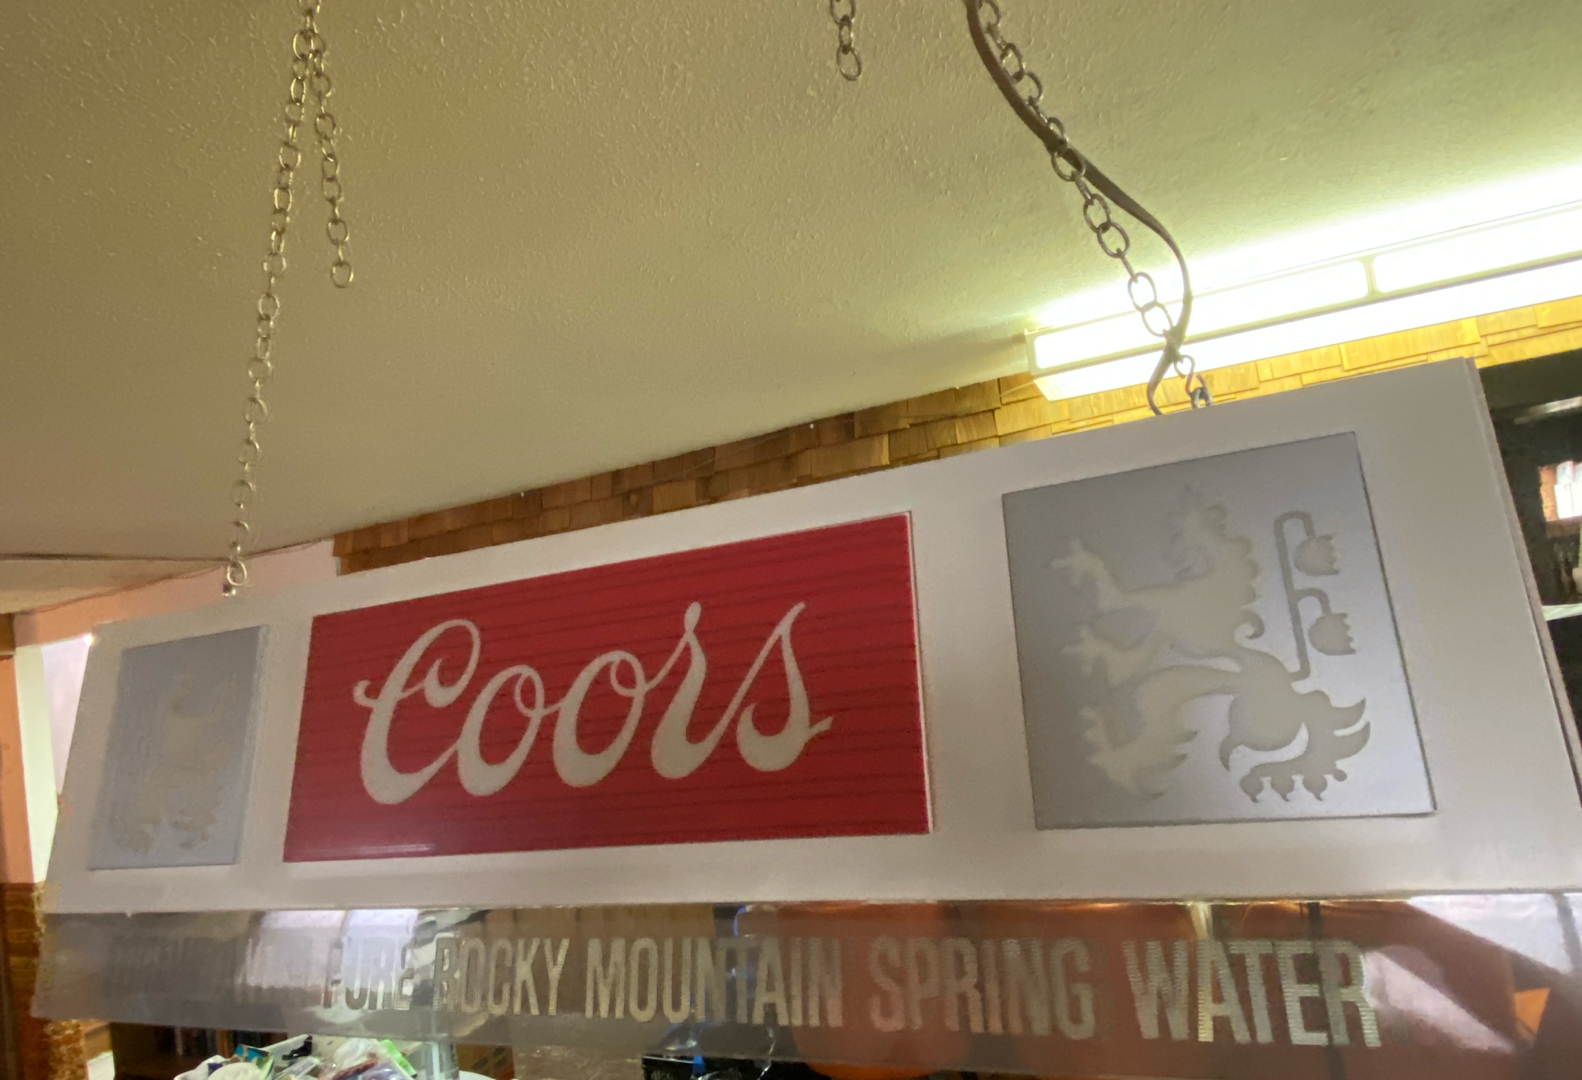 Coors
PURE ROCKY MOUNTAIN SPRING WATER